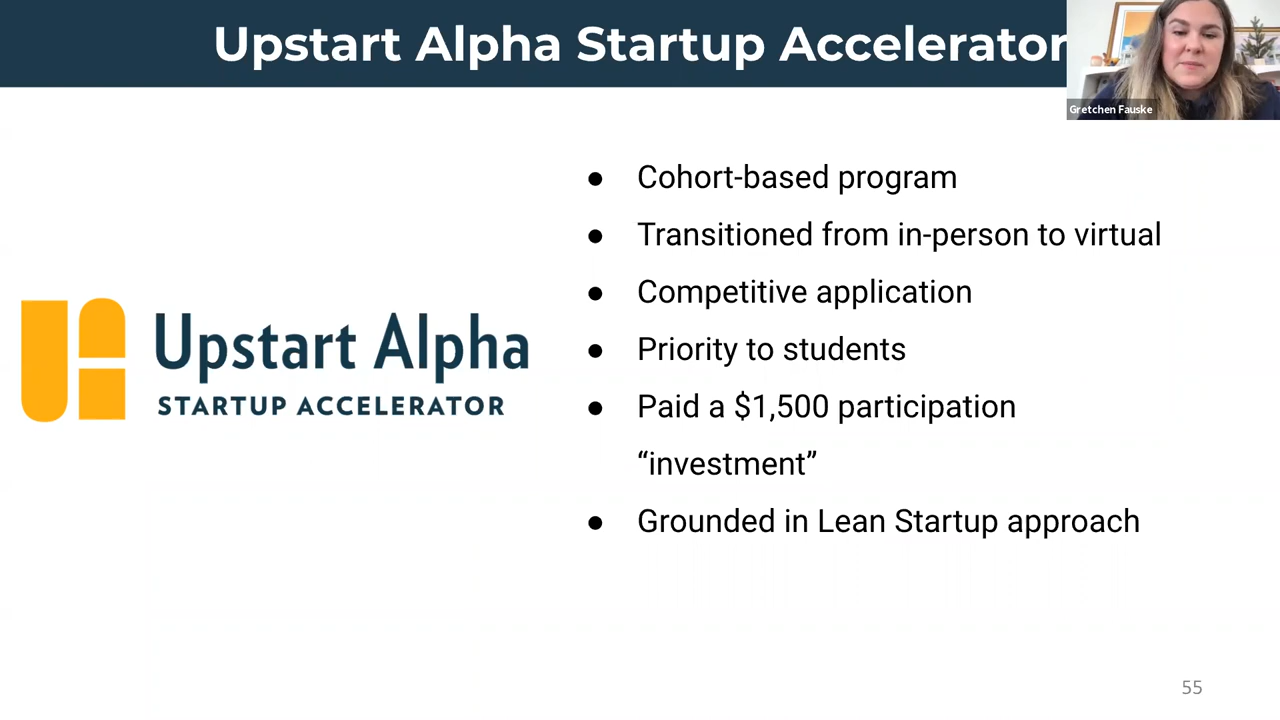 Upstart Alpha Startup Accelerator
Gretchen Fauske
● Cohort-based program
● Transitioned from in-person to virtual
● Competitive application
● Priority to students
● Paid a $1,500 participation
“investment”
● Grounded in Lean Startup approach
Upstart Alpha
STARTUP ACCELERATOR
55